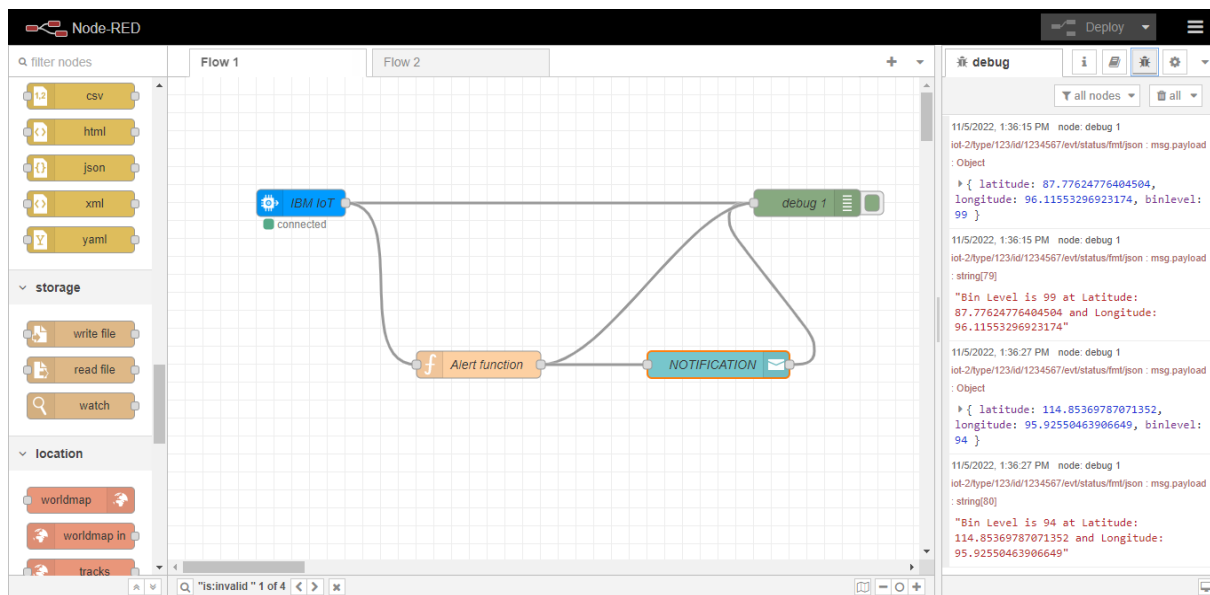 Node-RED
Deploy
filter nodes
csv
html
json
xml
yaml
storage
write file
read file
watch
location
worldmap
worldmap in
tracks
Flow 1
Flow 2
IBM IoT
connected
debug 1
Alert function
NOTIFICATION
"is:invalid " 1 of 4
debug
all nodes
all
11/5/2022, 1:36:15 PM node: debug 1
iot-2/type/123/id/1234567/evt/status/fmt/json : msg.payload
: Object
{ latitude: 87.77624776404504,
longitude: 96.11553296923174, binlevel:
99 }
11/5/2022, 1:36:15 PM node: debug 1
iot-2/type/123/id/1234567/evt/status/fmt/json : msg.payload
: string[79]
"Bin Level is 99 at Latitude:
87.77624776404504 and Longitude:
96.11553296923174"
11/5/2022, 1:36:27 PM node: debug 1
iot-2/type/123/id/1234567/evt/status/fmt/json : msg.payload
: Object
{ latitude: 114.85369787071352,
longitude: 95.92550463906649, binlevel:
94 }
11/5/2022, 1:36:27 PM node: debug 1
iot-2/type/123/id/1234567/evt/status/fmt/json : msg.payload
: string[80]
"Bin Level is 94 at Latitude:
114.85369787071352 and Longitude:
95.92550463906649"